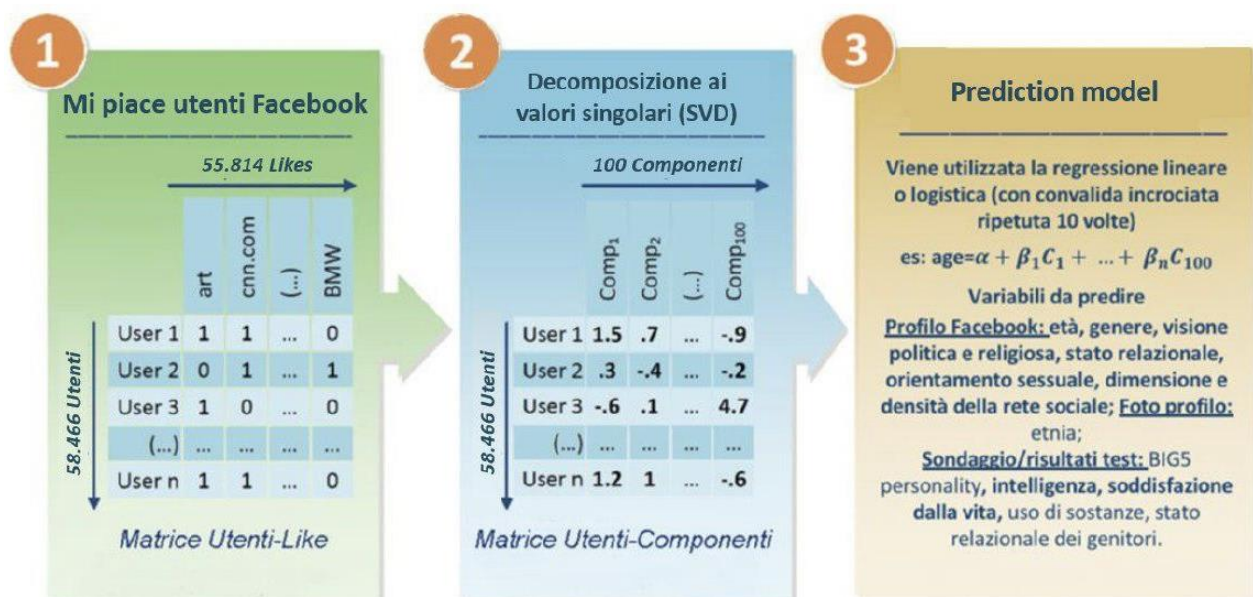 1
Mi piace utenti Facebook
55.814 Likes
art cnn.com (...) BMW
58.466 Utenti
User 1 1 1 ... 0
User 2 0 1 ... 1
User 3 1 0 ... 0
(...) ... ... ... ...
User n 1 1 ... 0
Matrice Utenti-Like
2
Decomposizione ai
valori singolari (SVD)
100 Componenti
Comp₁ Comp₂ (...) Comp₁₀₀
58.466 Utenti
User 1 1.5 .7 ... -.9
User 2 .3 -.4 ... -.2
User 3 -.6 .1 ... 4.7
(...) ... ... ... ...
User n 1.2 1 ... -.6
Matrice Utenti-Componenti
3
Prediction model
Viene utilizzata la regressione lineare
o logistica (con convalida incrociata
ripetuta 10 volte)
es: age=α + β₁C₁ + ... + βₙC₁₀₀
Variabili da predire
Profilo Facebook: età, genere, visione
politica e religiosa, stato relazionale,
orientamento sessuale, dimensione e
densità della rete sociale; Foto profilo:
etnia;
Sondaggio/risultati test: BIG5
personality, intelligenza, soddisfazione
dalla vita, uso di sostanze, stato
relazionale dei genitori.